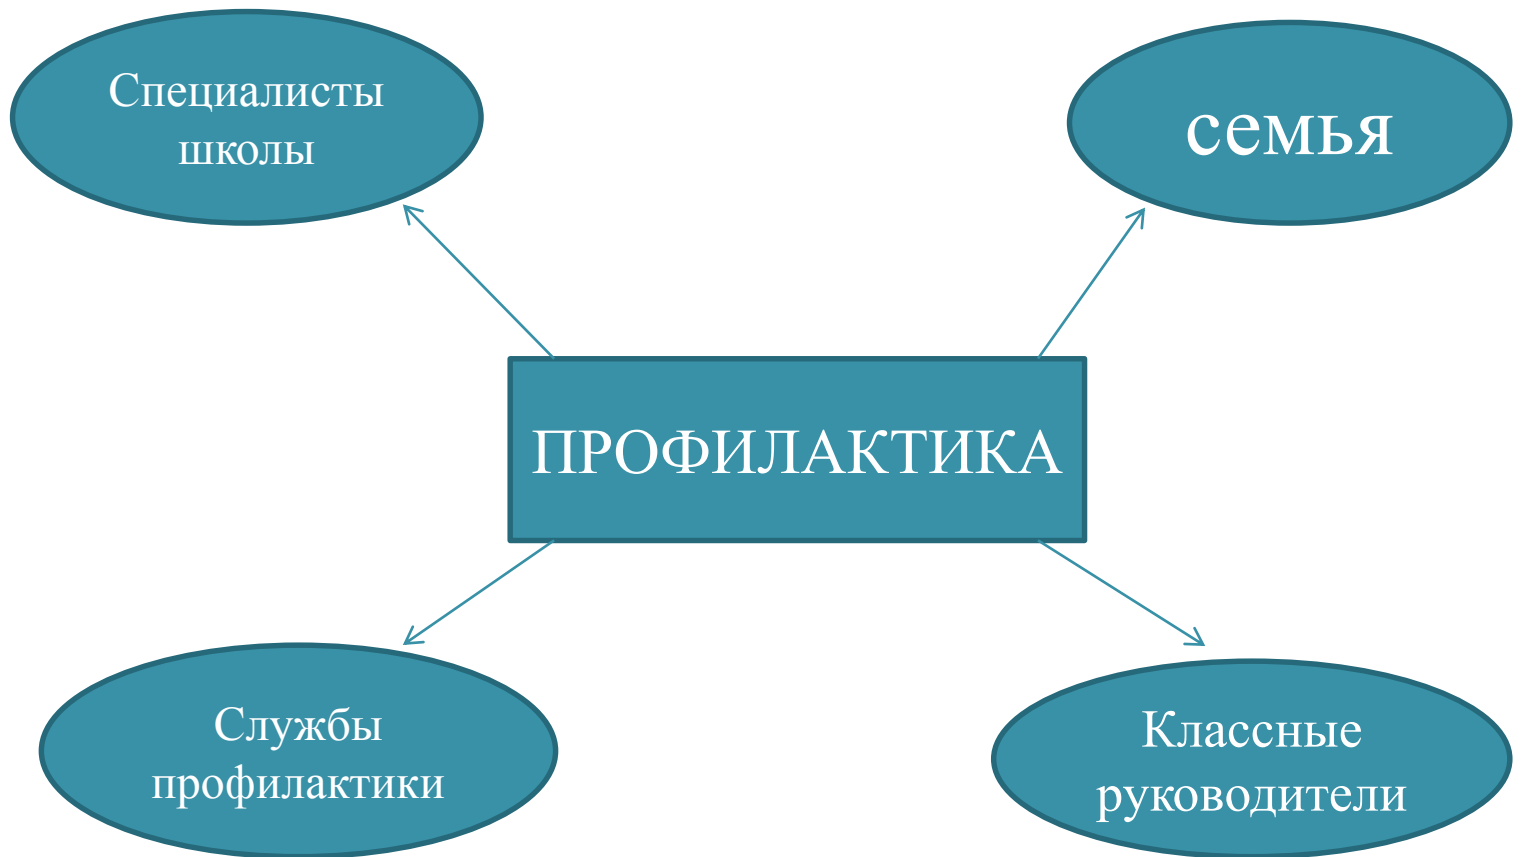 Специалисты
школы
семья
ПРОФИЛАКТИКА
Службы
профилактики
Классные
руководители